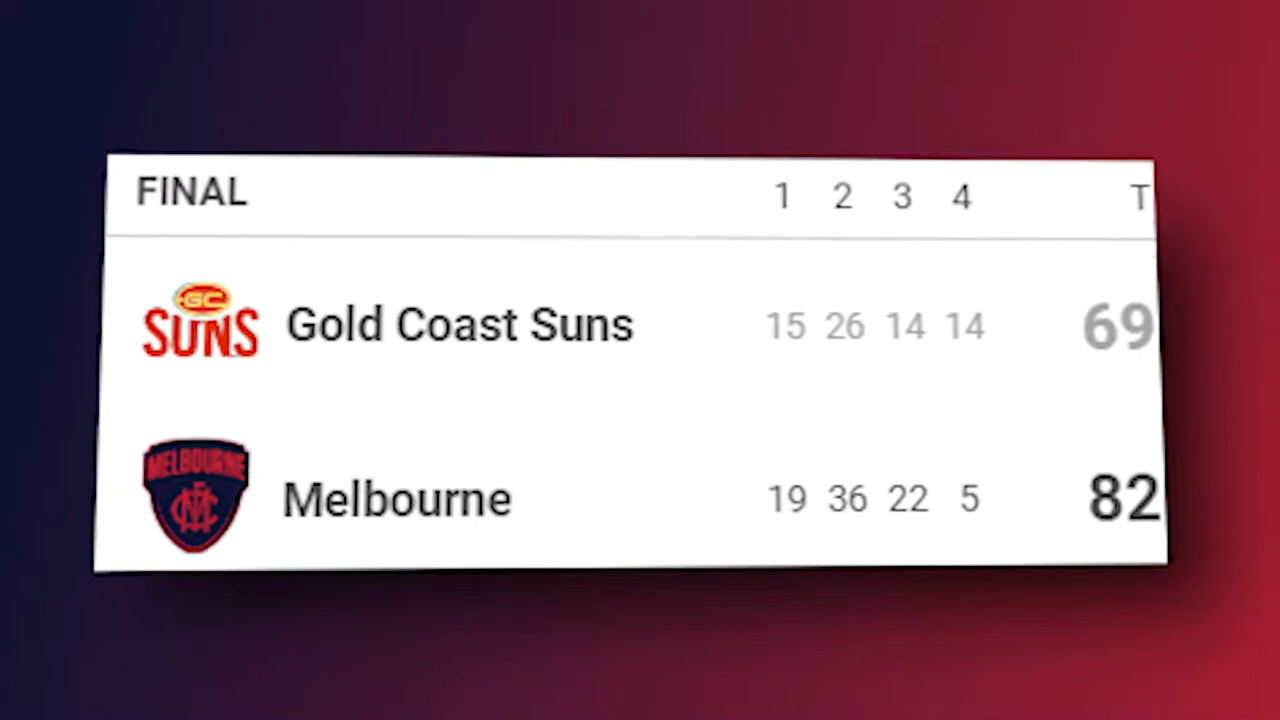 FINAL 1 2 3 4 T
GC
SUNS Gold Coast Suns 15 26 14 14 69
MELBOURNE
Melbourne 19 36 22 5 82